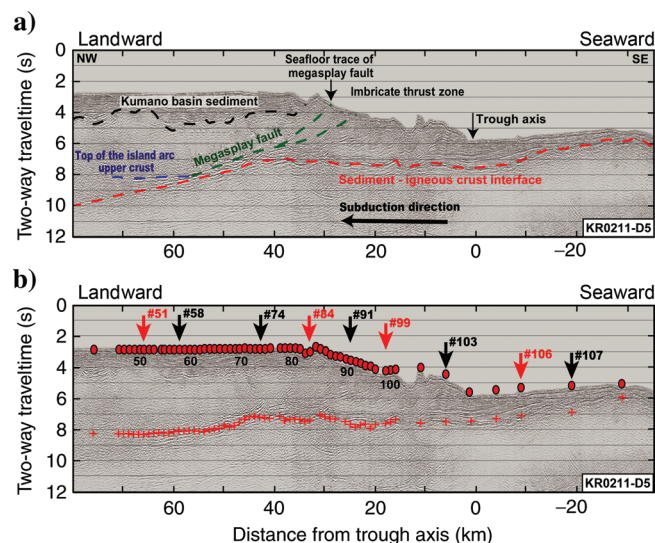 a)
Landward
Seaward
0
2
4
6
8
10
12
Two-way traveltime (s)
NW
SE
Seafloor trace of
megasplay fault
Imbricate thrust zone
Kumano basin sediment
Trough axis
Megasplay fault
Top of the island arc
upper crust
Sediment - igneous crust interface
Subduction direction
KR0211-D5
60
40
20
0
−20
b)
Landward
Seaward
0
2
4
6
8
10
12
Two-way traveltime (s)
#51
#58
#74
#84
#91
#99
#103
#106
#107
50
60
70
80
90
100
KR0211-D5
60
40
20
0
−20
Distance from trough axis (km)